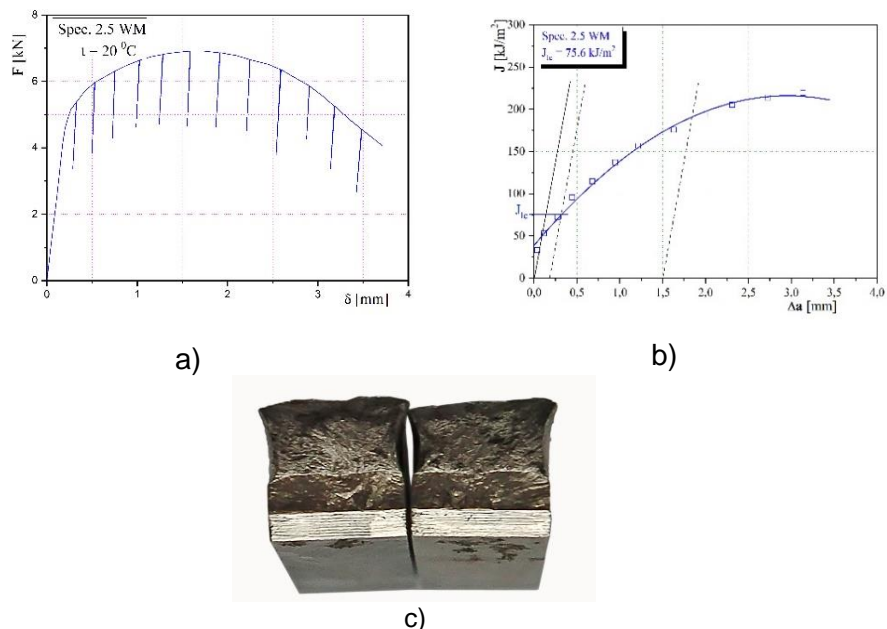 Spec. 2.5 WM
t – 20 ⁰C
F [kN]
8
6
4
2
0
0
1
2
3
4
δ [mm]
a)
Spec. 2.5 WM
J_Ic = 75.6 kJ/m²
J [kJ/m²]
300
250
200
150
100
J_Ic
50
0
0,0
0,5
1,0
1,5
2,0
2,5
3,0
3,5
4,0
Δa [mm]
b)
c)